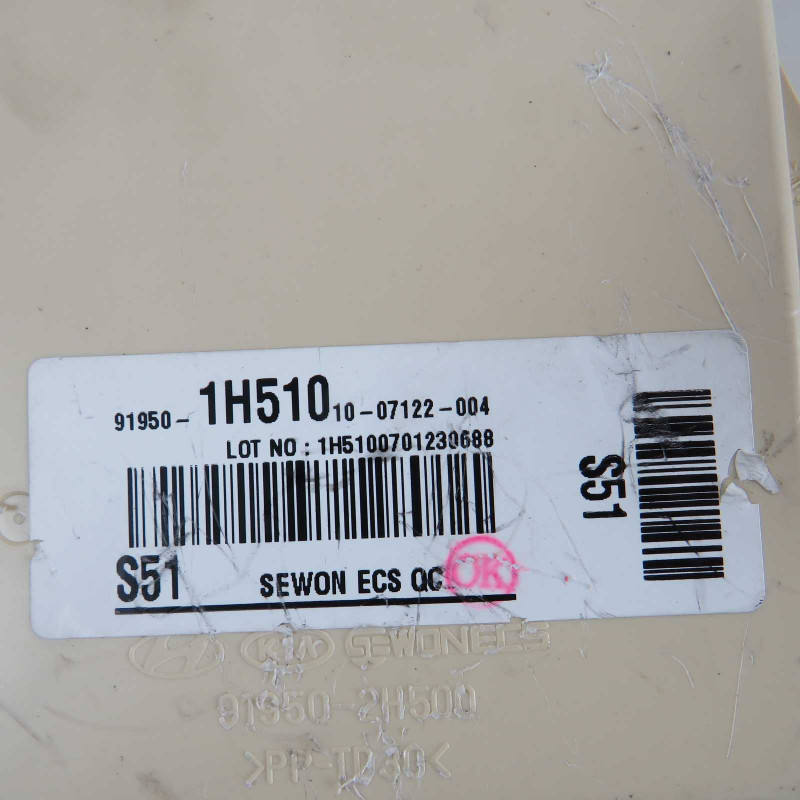 91950-1H510 10-07122-004
LOT NO : 1H5100701230688
S51
SEWON ECS QC
OK
S51
KIA SEWONECS
91950-2H500
>PP-TD30<